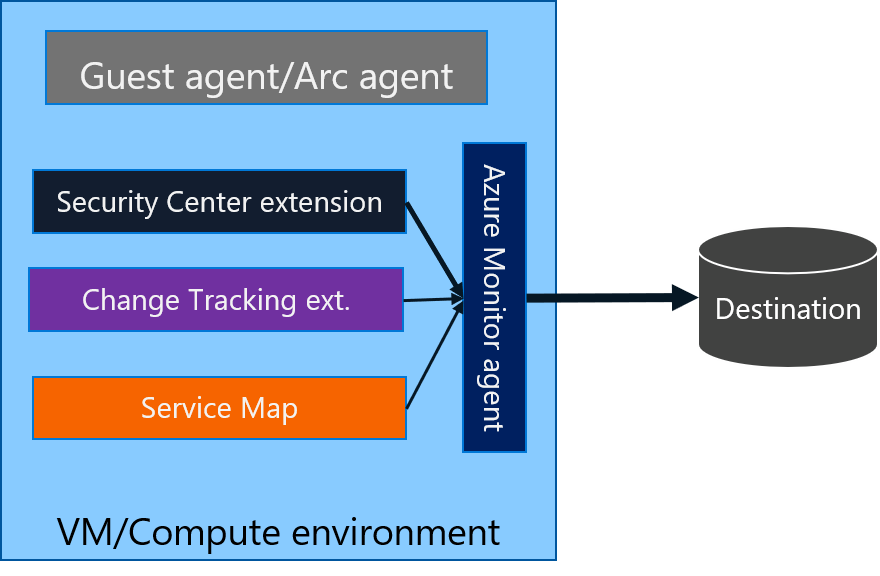 Guest agent/Arc agent
Security Center extension
Change Tracking ext.
Service Map
Azure Monitor agent
Destination
VM/Compute environment